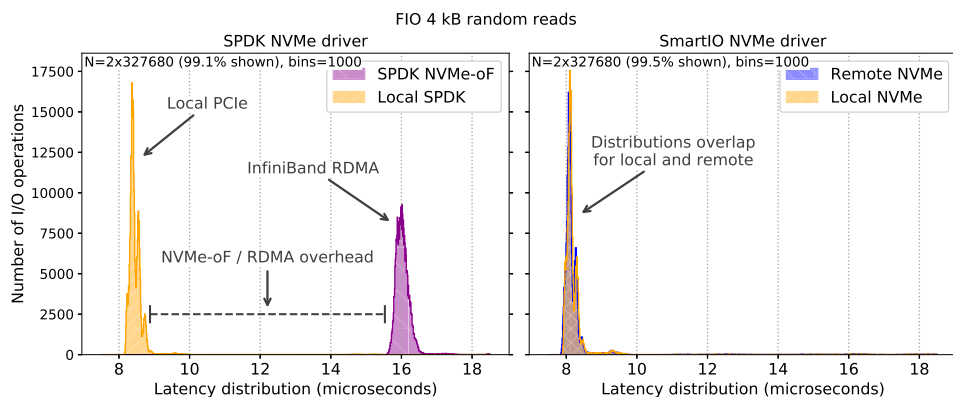 FIO 4 kB random reads
SPDK NVMe driver
N=2x327680 (99.1% shown), bins=1000
SPDK NVMe-oF
Local SPDK
Local PCIe
InfiniBand RDMA
NVMe-oF / RDMA overhead
Number of I/O operations
17500
15000
12500
10000
7500
5000
2500
0
8 10 12 14 16 18
Latency distribution (microseconds)
SmartIO NVMe driver
N=2x327680 (99.5% shown), bins=1000
Remote NVMe
Local NVMe
Distributions overlap
for local and remote
8 10 12 14 16 18
Latency distribution (microseconds)